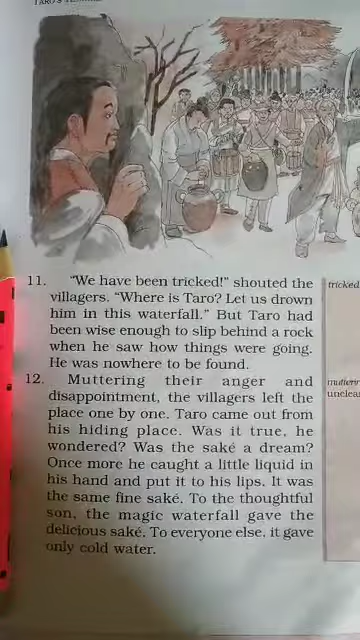 11. "We have been tricked!" shouted the
villagers. "Where is Taro? Let us drown
him in this waterfall." But Taro had
been wise enough to slip behind a rock
when he saw how things were going.
He was nowhere to be found.
12. Muttering their anger and
disappointment, the villagers left the
place one by one. Taro came out from
his hiding place. Was it true, he
wondered? Was the saké a dream?
Once more he caught a little liquid in
his hand and put it to his lips. It was
the same fine saké. To the thoughtful
son, the magic waterfall gave the
delicious saké. To everyone else, it gave
only cold water.
tricked